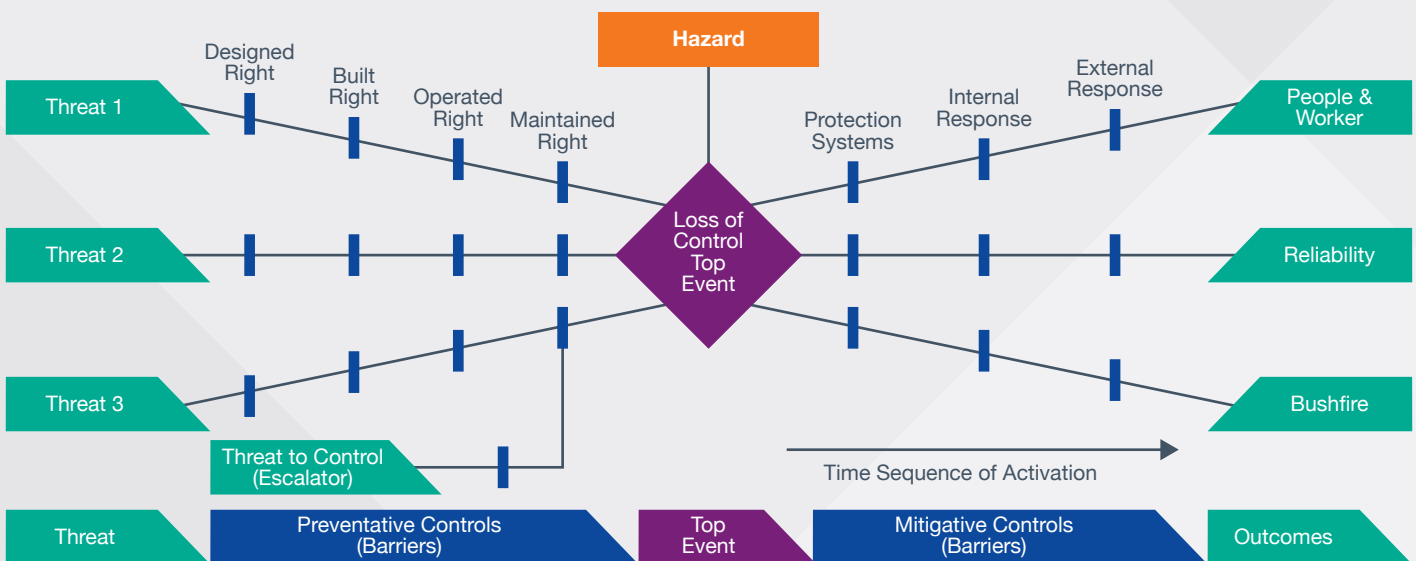 Hazard
Designed
Right
Built
Right
Operated
Right
Maintained
Right
Protection
Systems
Internal
Response
External
Response
Threat 1
People &
Worker
Threat 2
Loss of
Control
Top
Event
Reliability
Threat 3
Bushfire
Threat to Control
(Escalator)
Time Sequence of Activation
Threat
Preventative Controls
(Barriers)
Top
Event
Mitigative Controls
(Barriers)
Outcomes